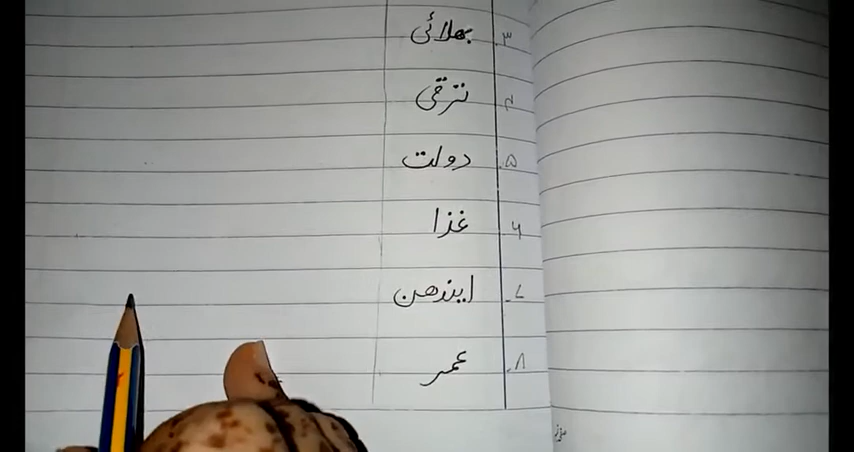 ۳۔ بھلائی
۴۔ ترقی
۵۔ دولت
۶۔ غذا
۷۔ ایندھن
۸۔ عمر